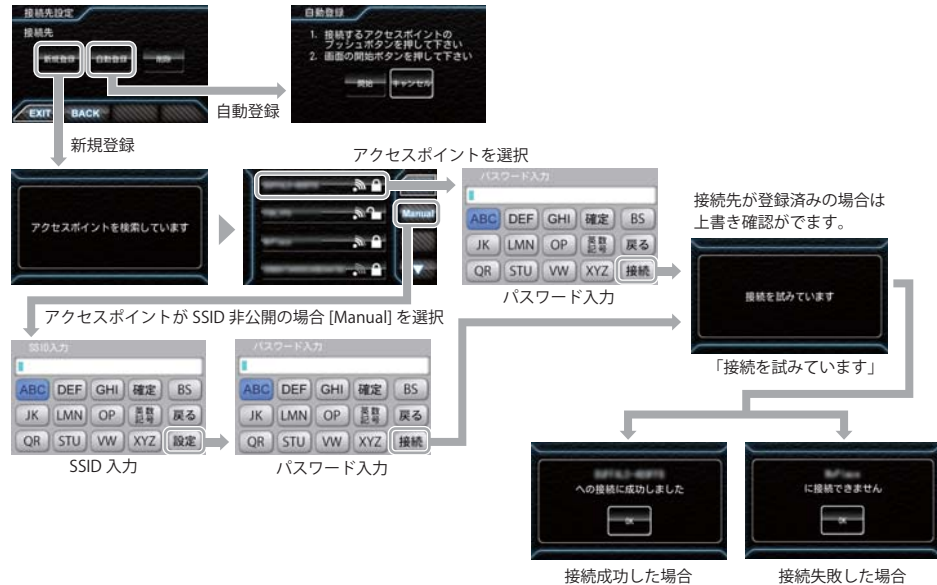 接続先設定
接続先
新規登録 自動登録 削除
EXIT BACK
自動登録
1. 接続するアクセスポイントの
プッシュボタンを押して下さい
2. 画面の開始ボタンを押して下さい
開始 キャンセル
自動登録
新規登録
アクセスポイントを検索しています
Manual
アクセスポイントを選択
パスワード入力
ABC DEF GHI 確定 BS
JK LMN OP 英数記号 戻る
QR STU VW XYZ 接続
パスワード入力
接続先が登録済みの場合は
上書き確認がでます。
接続を試みています
「接続を試みています」
アクセスポイントが SSID 非公開の場合 [Manual] を選択
SSID入力
ABC DEF GHI 確定 BS
JK LMN OP 英数記号 戻る
QR STU VW XYZ 設定
SSID 入力
パスワード入力
ABC DEF GHI 確定 BS
JK LMN OP 英数記号 戻る
QR STU VW XYZ 接続
パスワード入力
への接続に成功しました
OK
接続成功した場合
に接続できません
OK
接続失敗した場合